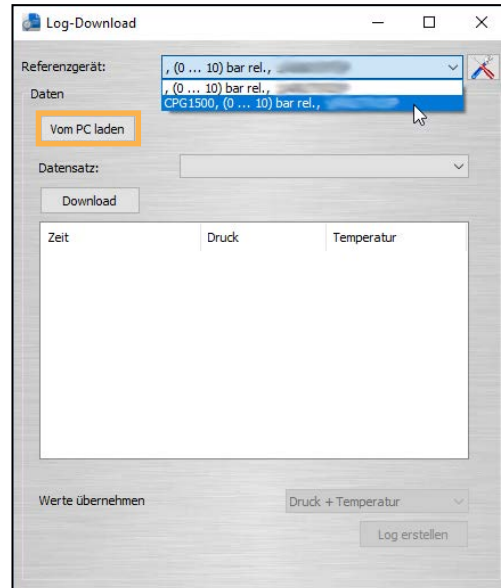 Log-Download
Referenzgerät: , (0 ... 10) bar rel.,
, (0 ... 10) bar rel.,
CPG1500, (0 ... 10) bar rel.,
Daten
Vom PC laden
Datensatz:
Download
Zeit Druck Temperatur
Werte übernehmen Druck + Temperatur
Log erstellen